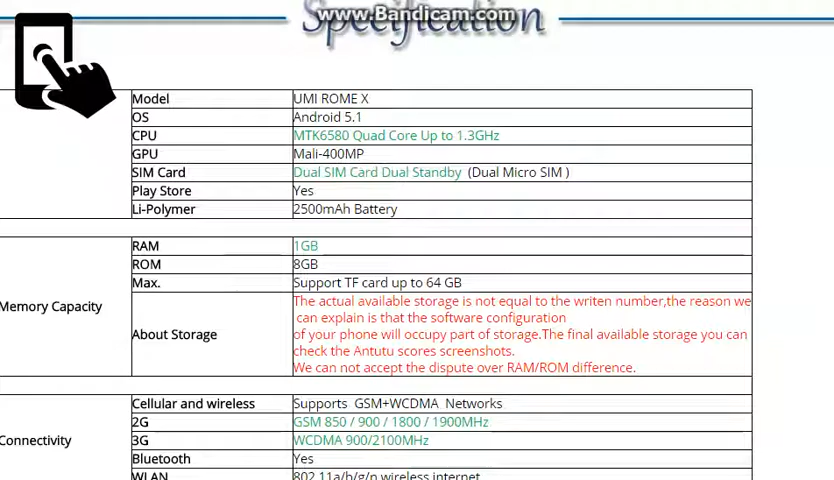 www.Bandicam.com
Specification
Model UMI ROME X
OS Android 5.1
CPU MTK6580 Quad Core Up to 1.3GHz
GPU Mali-400MP
SIM Card Dual SIM Card Dual Standby (Dual Micro SIM )
Play Store Yes
Li-Polymer 2500mAh Battery
Memory Capacity
RAM 1GB
ROM 8GB
Max. Support TF card up to 64 GB
About Storage
The actual available storage is not equal to the writen number,the reason we
can explain is that the software configuration
of your phone will occupy part of storage.The final available storage you can
check the Antutu scores screenshots.
We can not accept the dispute over RAM/ROM difference.
Connectivity
Cellular and wireless Supports GSM+WCDMA Networks
2G GSM 850 / 900 / 1800 / 1900MHz
3G WCDMA 900/2100MHz
Bluetooth Yes
WLAN 802.11a/b/g/n wireless internet